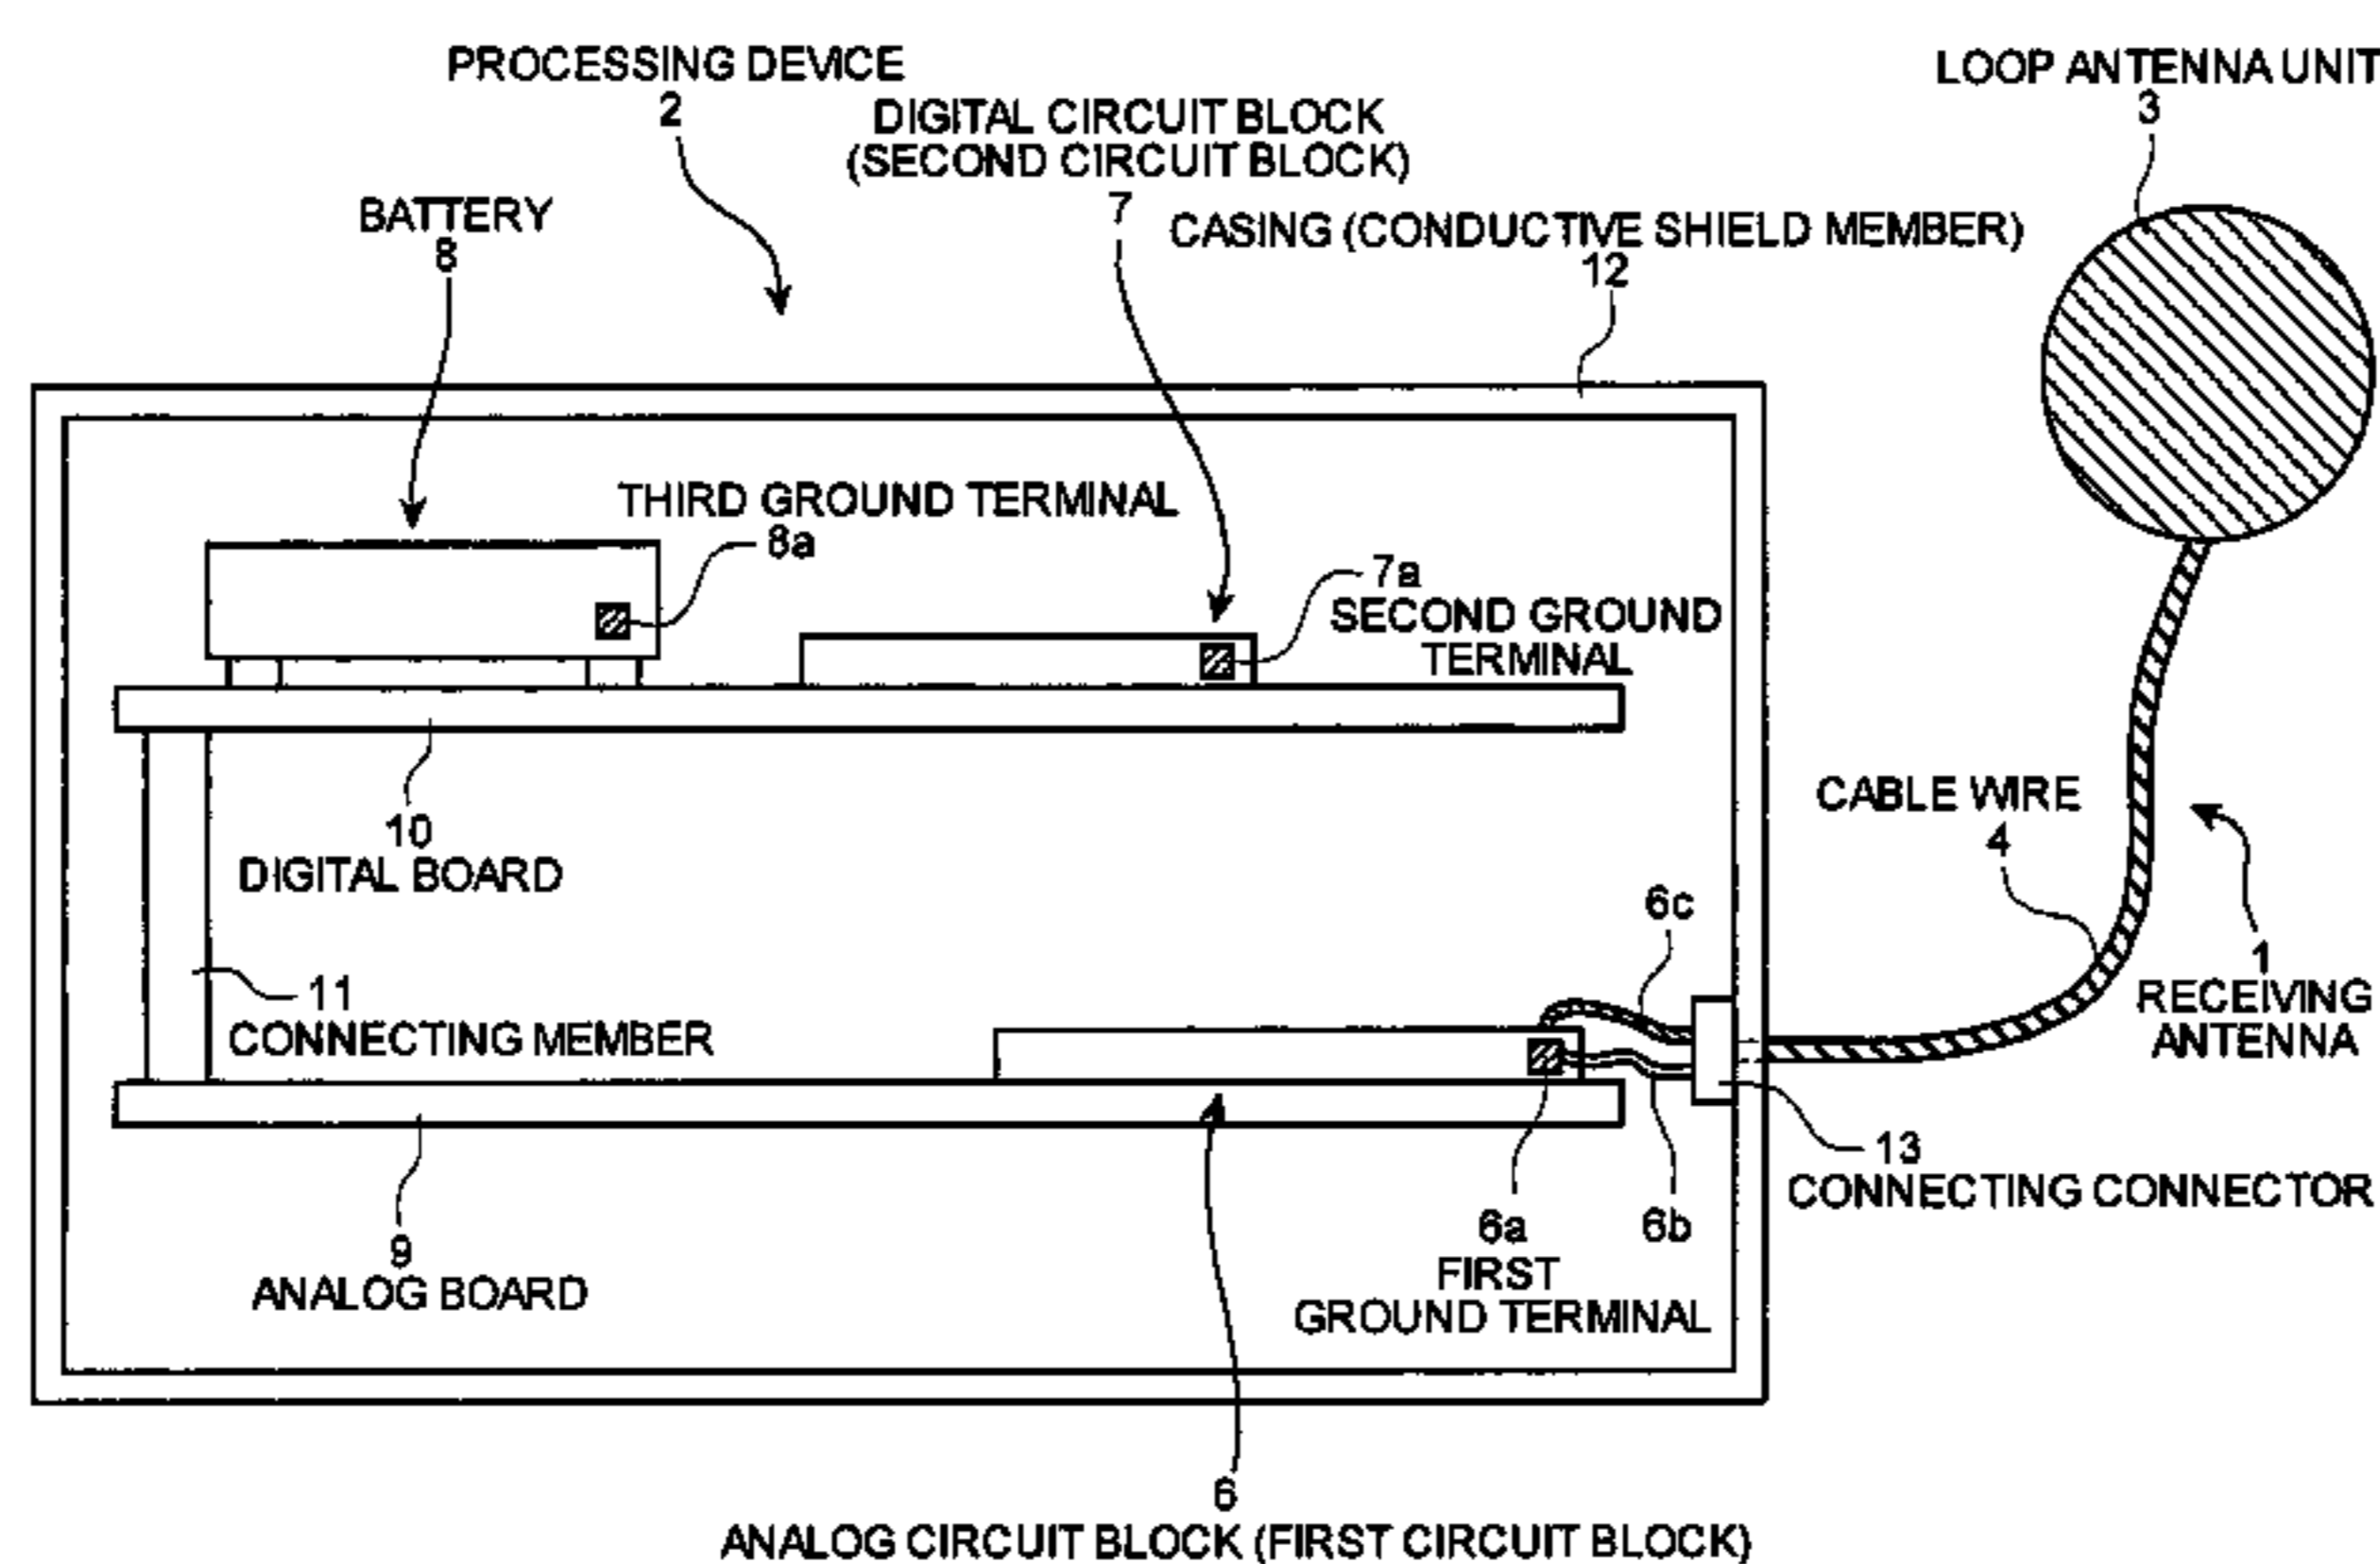 PROCESSING DEVICE
2
LOOP ANTENNA UNIT
3
DIGITAL CIRCUIT BLOCK
(SECOND CIRCUIT BLOCK)
7
BATTERY
8
CASING (CONDUCTIVE SHIELD MEMBER)
12
THIRD GROUND TERMINAL
8a
7a
SECOND GROUND
TERMINAL
10
DIGITAL BOARD
CABLE WIRE
4
6c
1
RECEIVING
ANTENNA
11
CONNECTING MEMBER
13
CONNECTING CONNECTOR
6a
FIRST
GROUND TERMINAL
6b
9
ANALOG BOARD
6
ANALOG CIRCUIT BLOCK (FIRST CIRCUIT BLOCK)